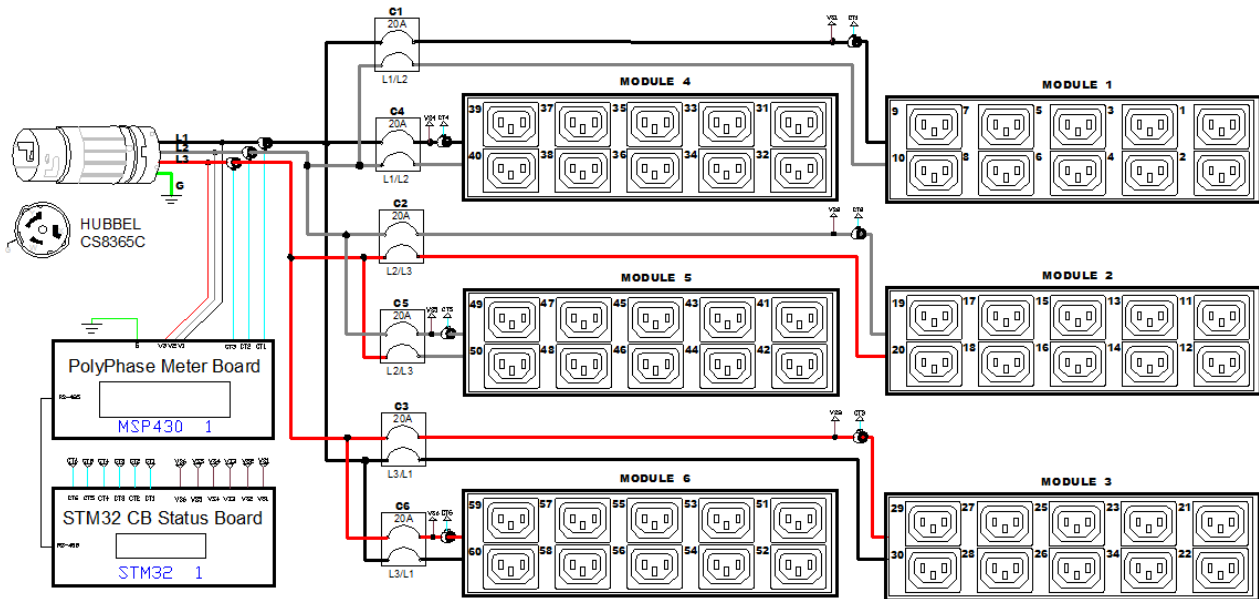 C1
20A
L1/L2
MODULE 4
39 37 35 33 31
40 38 36 34 32
MODULE 1
9 7 5 3 1
10 8 6 4 2
C4
20A
L1/L2
L1
L2
L3
G
HUBBEL
CS8365C
C2
20A
L2/L3
MODULE 5
49 47 45 43 41
50 48 46 44 42
MODULE 2
19 17 15 13 11
20 18 16 14 12
C5
20A
L2/L3
PolyPhase Meter Board
MSP430 1
C3
20A
L3/L1
MODULE 6
59 57 55 53 51
60 58 56 54 52
MODULE 3
29 27 25 23 21
30 28 26 34 22
C6
20A
L3/L1
STM32 CB Status Board
STM32 1